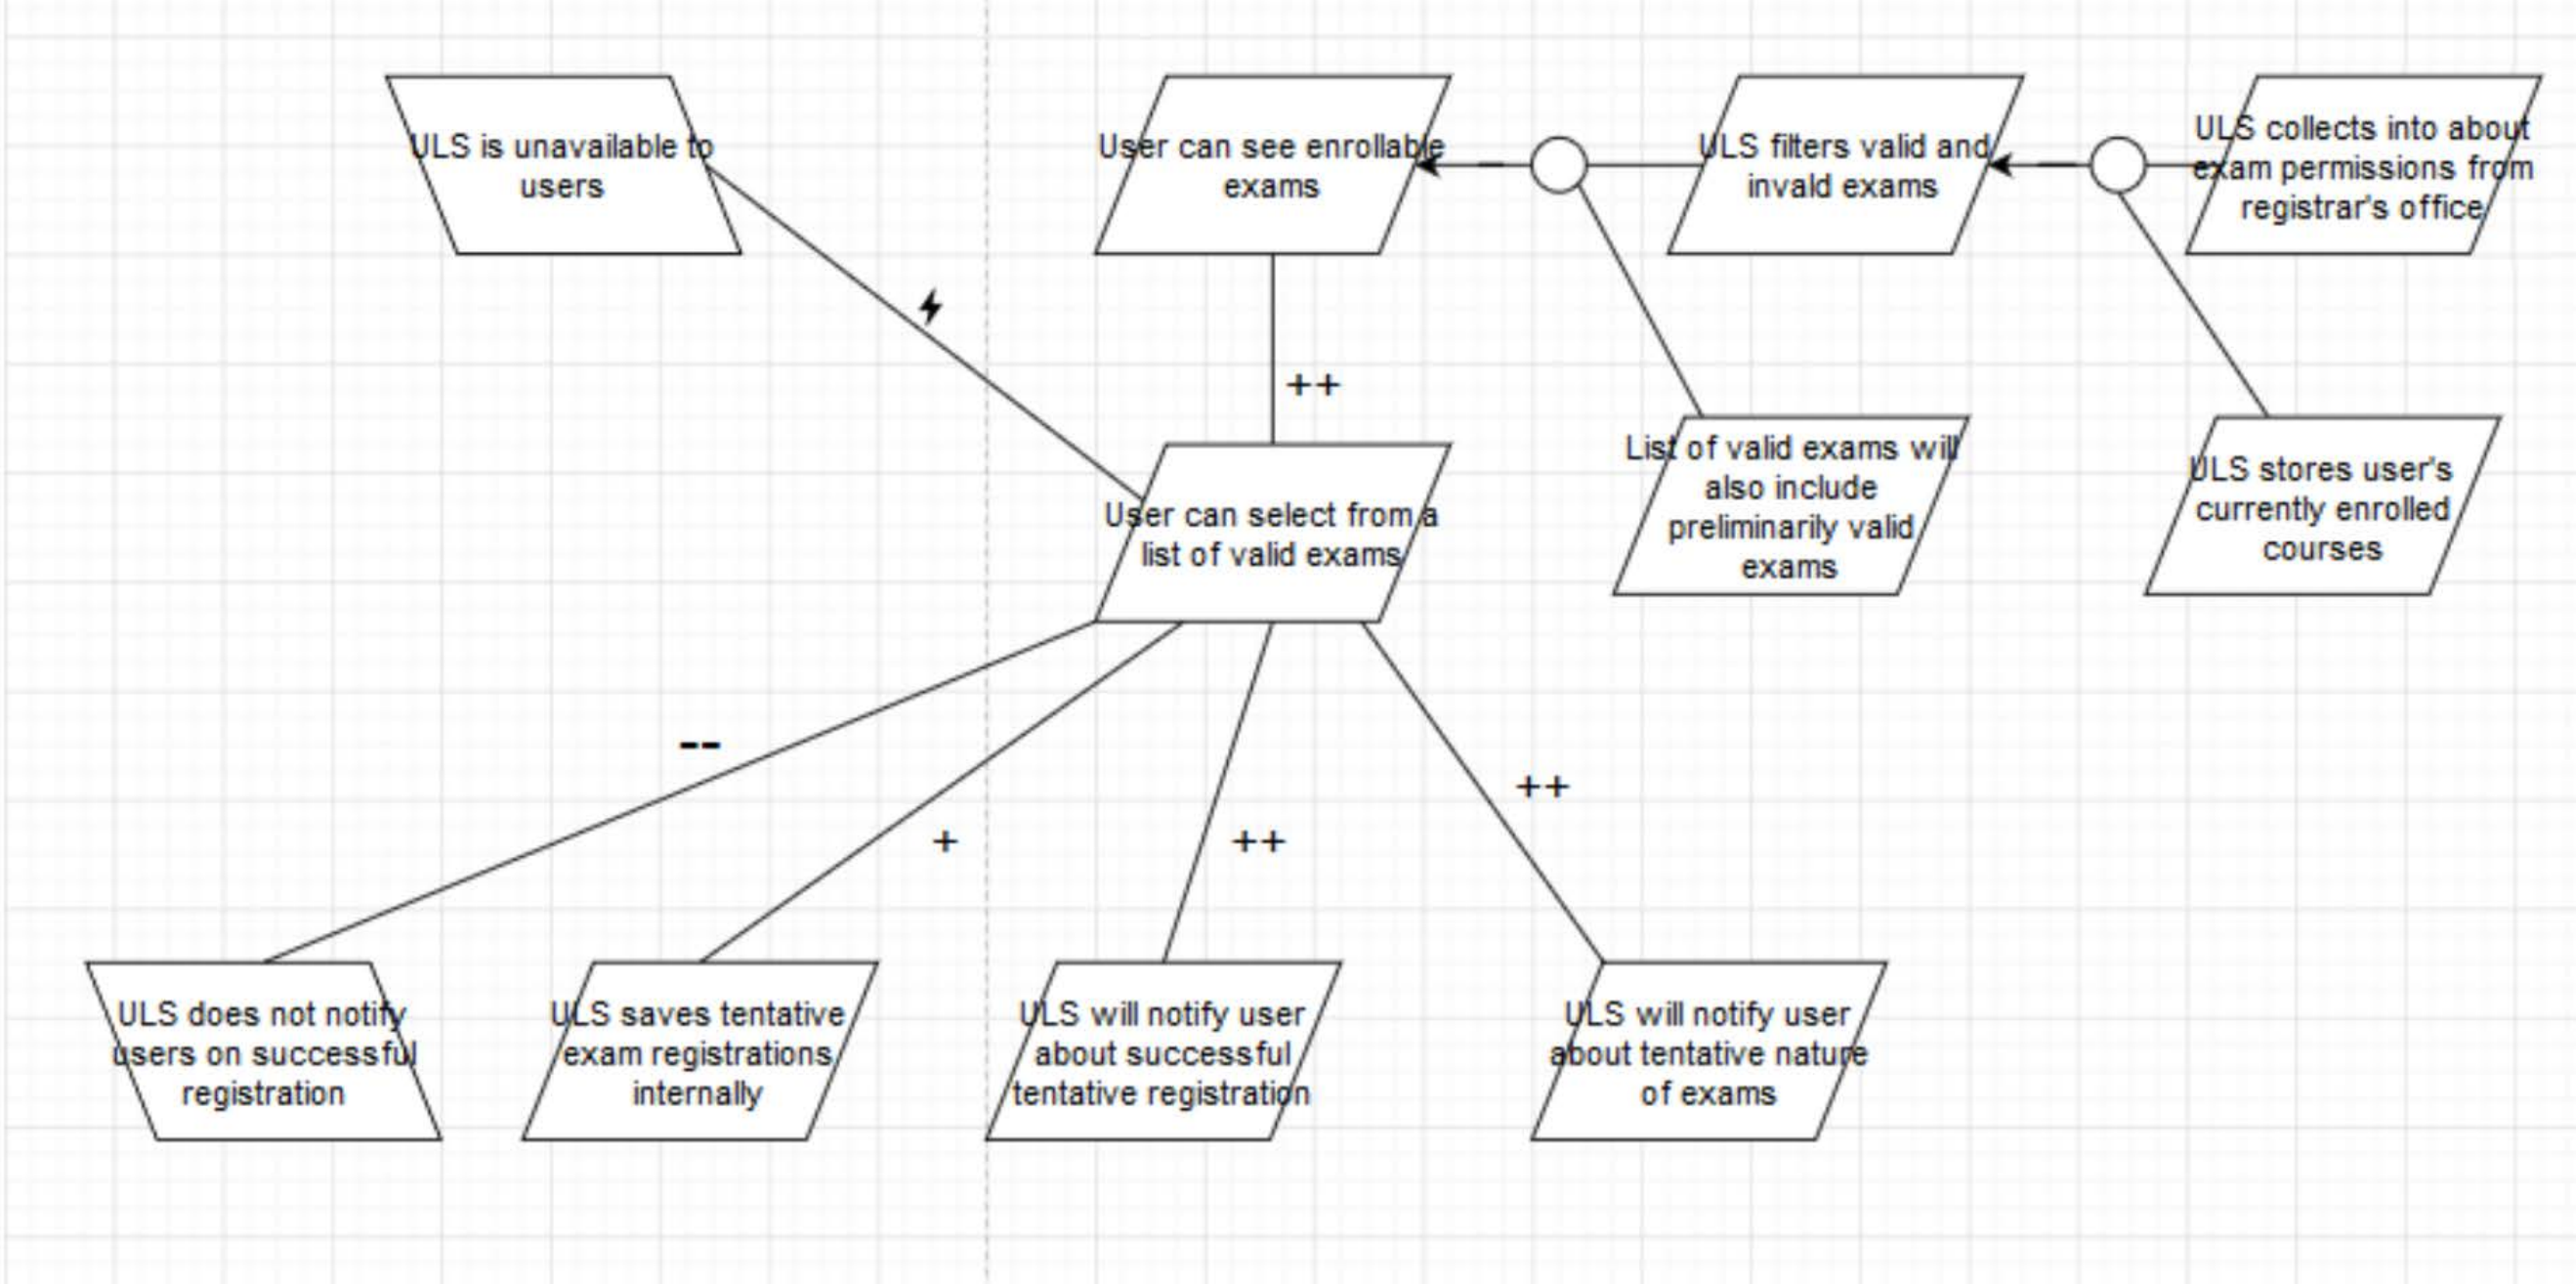 ULS is unavailable to
users
User can see enrollable
exams
ULS filters valid and
invald exams
ULS collects into about
exam permissions from
registrar's office
++
List of valid exams will
also include
preliminarily valid
exams
ULS stores user's
currently enrolled
courses
User can select from a
list of valid exams
--
+
++
++
ULS does not notify
users on successful
registration
ULS saves tentative
exam registrations
internally
ULS will notify user
about successful
tentative registration
ULS will notify user
about tentative nature
of exams